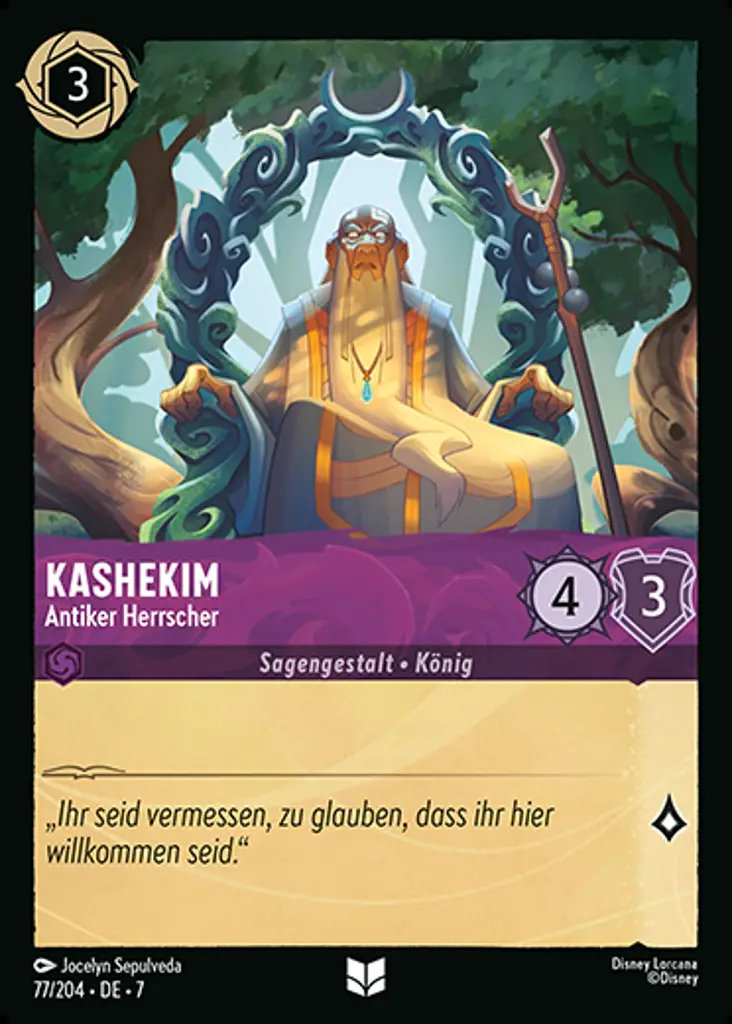 3
KASHEKIM
Antiker Herrscher
4
3
Sagengestalt • König
„Ihr seid vermessen, zu glauben, dass ihr hier
willkommen seid.“
Jocelyn Sepulveda
77/204 • DE • 7
Disney Lorcana
©Disney